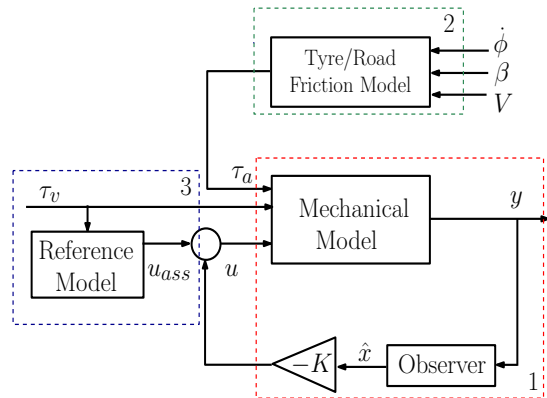 2
Tyre/Road
Friction Model
ϕ̇
β
V
τ_a
3
τ_v
Mechanical
Model
y
Reference
Model
u_ass
u
−K
x̂
Observer
1